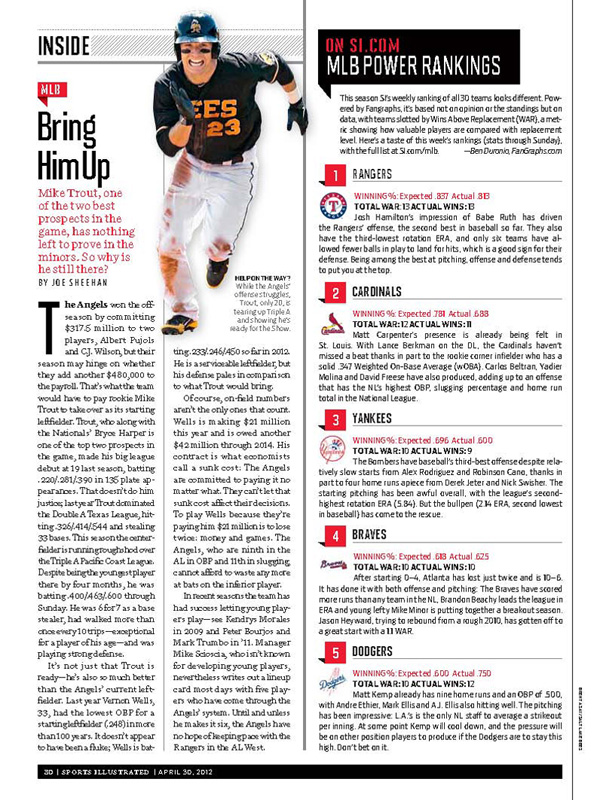 INSIDE
MLB
Bring
Him Up
Mike Trout, one
of the two best
prospects in the
game, has nothing
left to prove in the
minors. So why is
he still there?
BY JOE SHEEHAN
EES
23
HELP ON THE WAY?
While the Angels'
offense struggles,
Trout, only 20, is
tearing up Triple A
and showing he's
ready for the Show.
The Angels won the off-
season by committing
$317.5 million to two
players, Albert Pujols
and C.J. Wilson, but their
season may hinge on whether
they add another $480,000 to
the payroll. That's what the team
would have to pay rookie Mike
Trout to take over as its starting
leftfielder. Trout, who along with
the Nationals' Bryce Harper is
one of the top two prospects in
the game, made his big league
debut at 19 last season, batting
.220/.281/.390 in 135 plate ap-
pearances. That doesn't do him
justice; last year Trout dominated
the Double A Texas League, hit-
ting .326/.414/.544 and stealing
33 bases. This season the center-
fielder is running roughshod over
the Triple A Pacific Coast League.
Despite being the youngest player
there by four months, he was
batting .400/.463/.600 through
Sunday. He was 6 for 7 as a base
stealer, had walked more than
once every 10 trips—exceptional
for a player of his age—and was
playing strong defense.
It's not just that Trout is
ready—he's also so much better
than the Angels' current left-
fielder. Last year Vernon Wells,
33, had the lowest OBP for a
starting leftfielder (.248) in more
than 100 years. It doesn't appear
to have been a fluke; Wells is bat-
ting .233/.246/.450 so far in 2012.
He is a serviceable leftfielder, but
his defense pales in comparison
to what Trout would bring.
Of course, on-field numbers
aren't the only ones that count.
Wells is making $21 million
this year and is owed another
$42 million through 2014. His
contract is what economists
call a sunk cost: The Angels
are committed to paying it no
matter what. They can't let that
sunk cost affect their decisions.
To play Wells because they're
paying him $21 million is to lose
twice: money and games. The
Angels, who are ninth in the
AL in OBP and 11th in slugging,
cannot afford to waste any more
at bats on the inferior player.
In recent seasons the team has
had success letting young play-
ers play—see Kendrys Morales
in 2009 and Peter Bourjos and
Mark Trumbo in '11. Manager
Mike Scioscia, who isn't known
for developing young players,
nevertheless writes out a lineup
card most days with five play-
ers who have come through the
Angels' system. Until and unless
he makes it six, the Angels have
no hope of keeping pace with the
Rangers in the AL West.
ON SI.COM
MLB POWER RANKINGS
This season SI's weekly ranking of all 30 teams looks different. Pow-
ered by Fangraphs, it's based not on opinion or the standings but on
data, with teams slotted by Wins Above Replacement (WAR), a met-
ric showing how valuable players are compared with replacement
level. Here's a taste of this week's rankings (stats through Sunday),
with the full list at SI.com/mlb. —Ben Duronio, FanGraphs.com
1 RANGERS
WINNING%: Expected .837 Actual .813
TOTAL WAR: 13 ACTUAL WINS: 13
Josh Hamilton's impression of Babe Ruth has driven
the Rangers' offense, the second best in baseball so far. They also
have the third-lowest rotation ERA, and only six teams have al-
lowed fewer balls in play to land for hits, which is a good sign for their
defense. Being among the best at pitching, offense and defense tends
to put you at the top.
2 CARDINALS
WINNING%: Expected .781 Actual .688
TOTAL WAR: 12 ACTUAL WINS: 11
Matt Carpenter's presence is already being felt in
St. Louis. With Lance Berkman on the DL, the Cardinals haven't
missed a beat thanks in part to the rookie corner infielder who has a
solid .347 Weighted On-Base Average (wOBA). Carlos Beltran, Yadier
Molina and David Freese have also produced, adding up to an offense
that has the NL's highest OBP, slugging percentage and home run
total in the National League.
3 YANKEES
WINNING%: Expected .696 Actual .600
TOTAL WAR: 10 ACTUAL WINS: 9
The Bombers have baseball's third-best offense despite rela-
tively slow starts from Alex Rodriguez and Robinson Cano, thanks in
part to four home runs apiece from Derek Jeter and Nick Swisher. The
starting pitching has been awful overall, with the league's second-
highest rotation ERA (5.84). But the bullpen (2.14 ERA, second lowest
in baseball) has come to the rescue.
4 BRAVES
Braves
WINNING%: Expected .613 Actual .625
TOTAL WAR: 10 ACTUAL WINS: 10
After starting 0–4, Atlanta has lost just twice and is 10–6.
It has done it with both offense and pitching: The Braves have scored
more runs than any team in the NL, Brandon Beachy leads the league in
ERA and young lefty Mike Minor is putting together a breakout season.
Jason Heyward, trying to rebound from a rough 2010, has gotten off to
a great start with a 1.1 WAR.
5 DODGERS
Dodgers
WINNING%: Expected .600 Actual .750
TOTAL WAR: 10 ACTUAL WINS: 12
Matt Kemp already has nine home runs and an OBP of .500,
with Andre Ethier, Mark Ellis and A.J. Ellis also hitting well. The pitching
has been impressive: L.A.'s is the only NL staff to average a strikeout
per inning. At some point Kemp will cool down, and the pressure will
be on other position players to produce if the Dodgers are to stay this
high. Don't bet on it.
30 | SPORTS ILLUSTRATED | APRIL 30, 2012